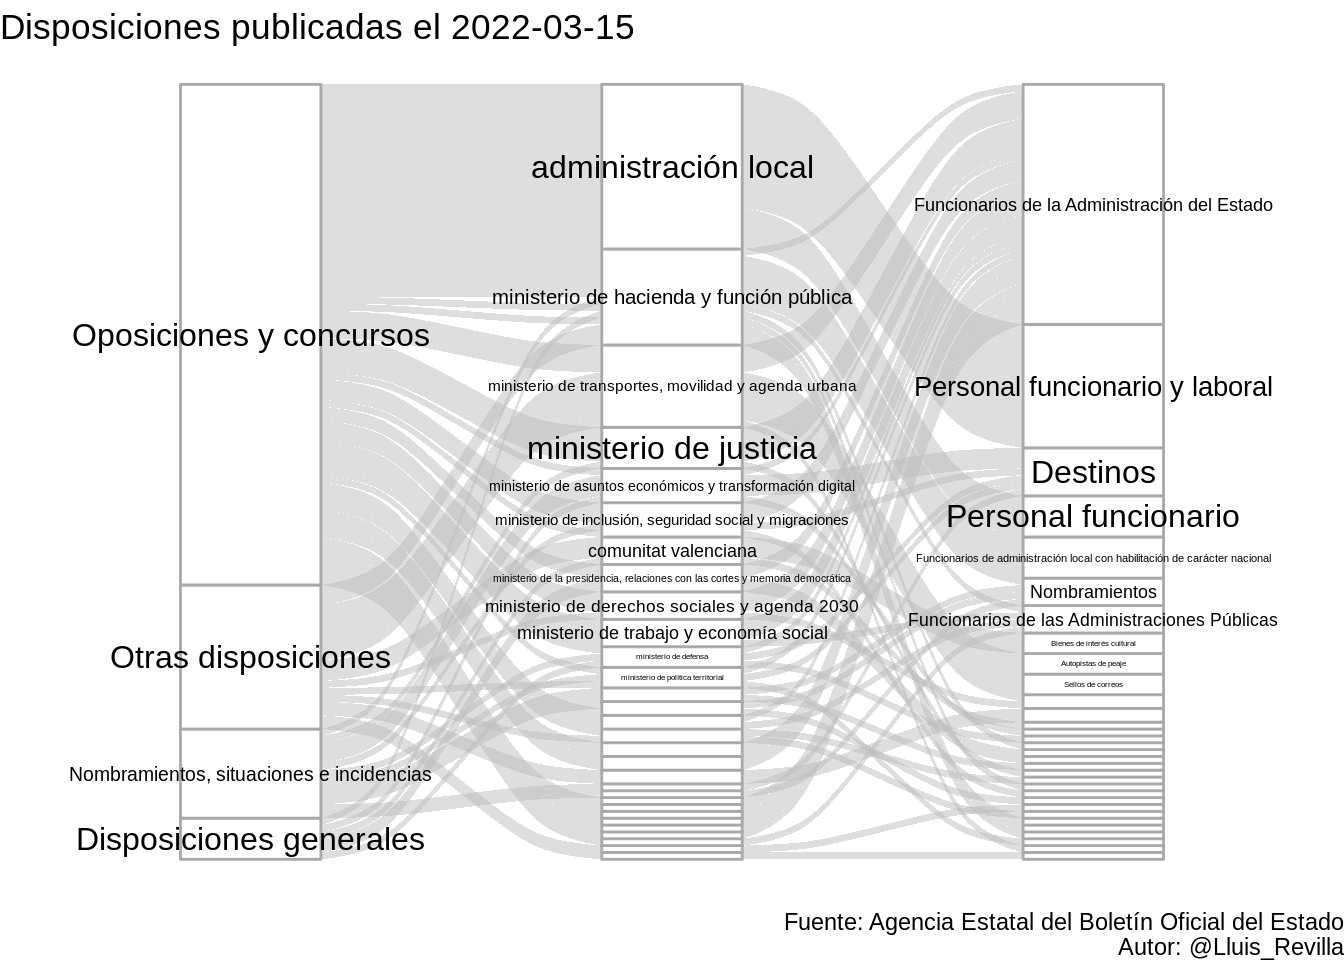 Disposiciones publicadas el 2022-03-15
Oposiciones y concursos
Otras disposiciones
Nombramientos, situaciones e incidencias
Disposiciones generales
administración local
ministerio de hacienda y función pública
ministerio de transportes, movilidad y agenda urbana
ministerio de justicia
ministerio de asuntos económicos y transformación digital
ministerio de inclusión, seguridad social y migraciones
comunitat valenciana
ministerio de la presidencia, relaciones con las cortes y memoria democrática
ministerio de derechos sociales y agenda 2030
ministerio de trabajo y economía social
ministerio de defensa
ministerio de política territorial
Funcionarios de la Administración del Estado
Personal funcionario y laboral
Destinos
Personal funcionario
Funcionarios de administración local con habilitación de carácter nacional
Nombramientos
Funcionarios de las Administraciones Públicas
Bienes de interés cultural
Autopistas de peaje
Sellos de correos
Fuente: Agencia Estatal del Boletín Oficial del Estado
Autor: @Lluis_Revilla